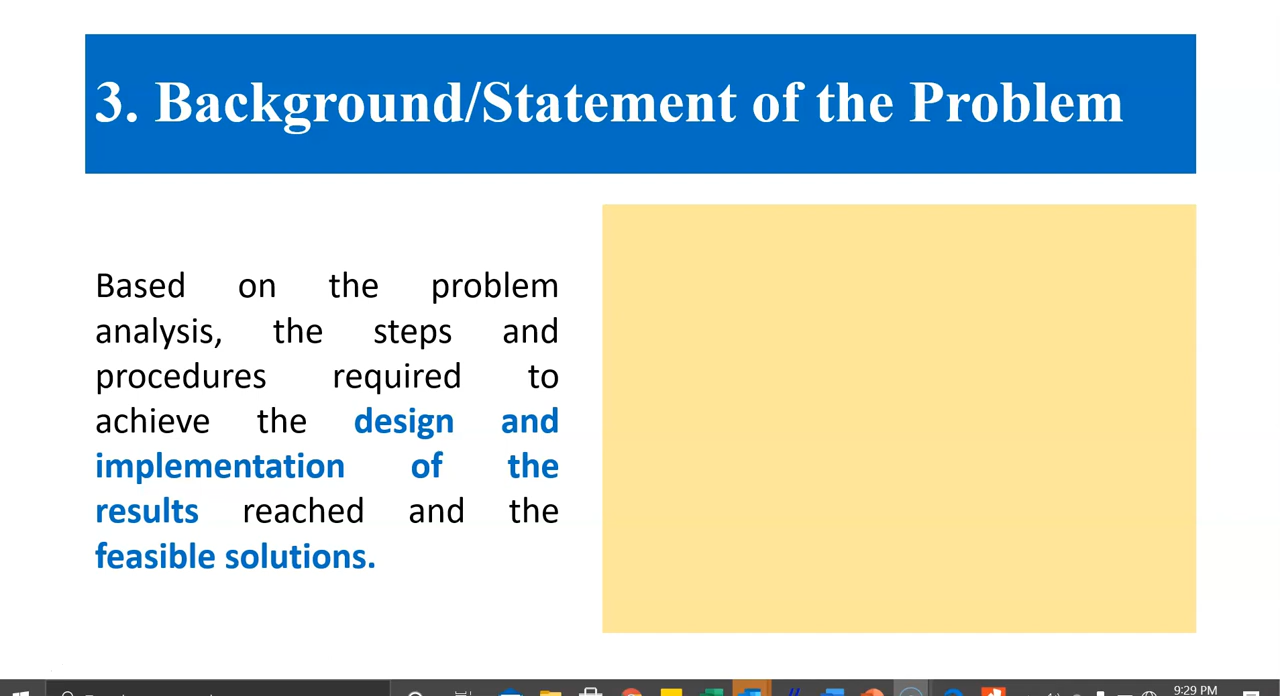 3. Background/Statement of the Problem
Based on the problem
analysis, the steps and
procedures required to
achieve the design and
implementation of the
results reached and the
feasible solutions.
9:29 PM